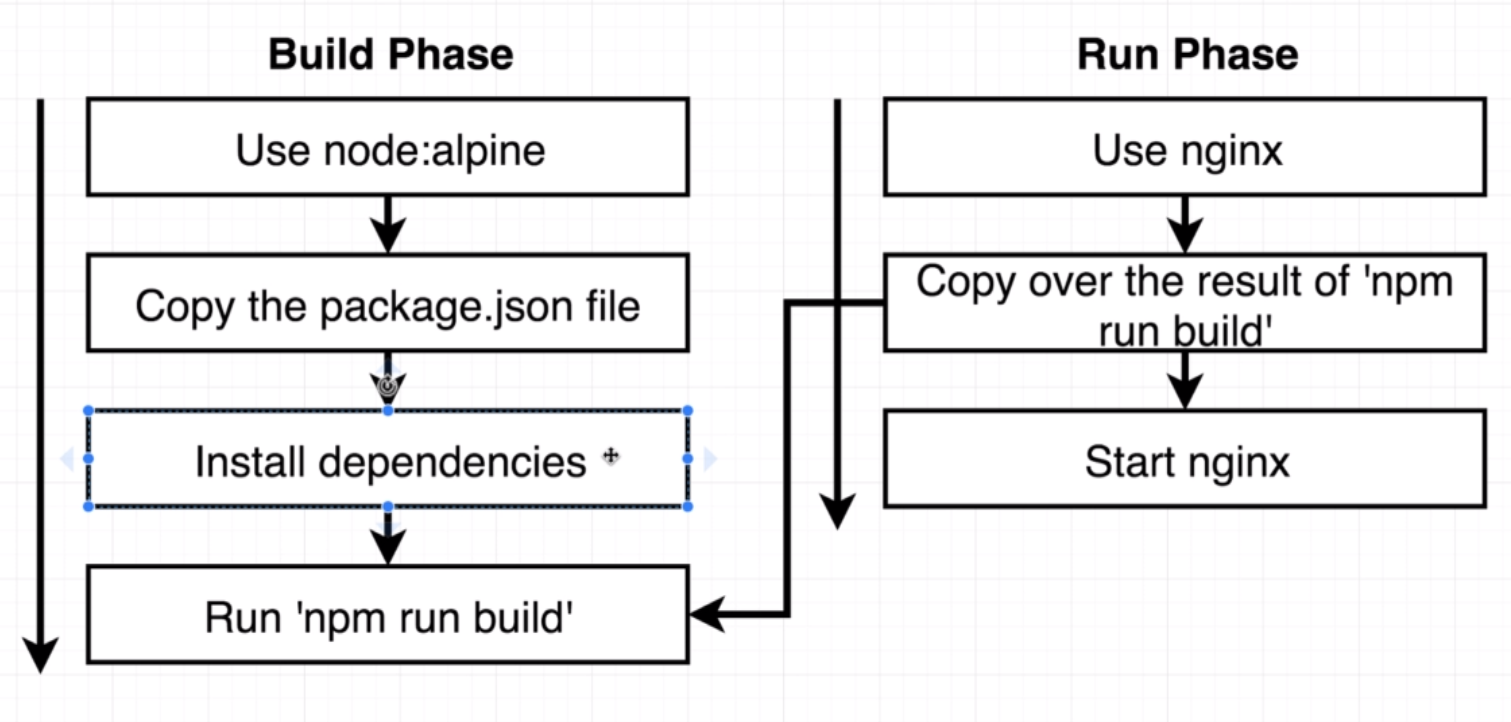 Build Phase
Use node:alpine
Copy the package.json file
Install dependencies
Run 'npm run build'
Run Phase
Use nginx
Copy over the result of 'npm
run build'
Start nginx